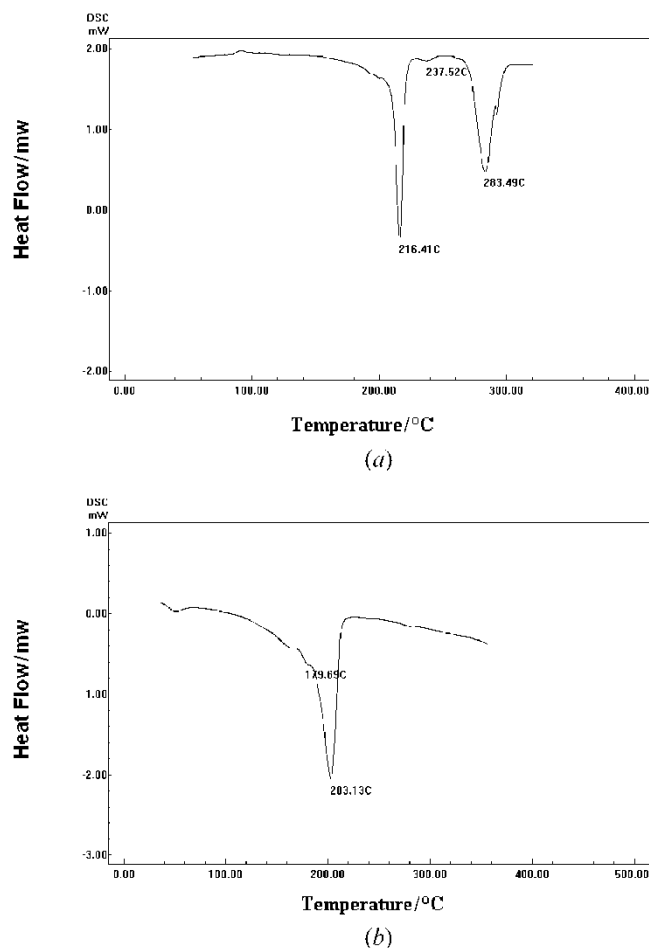 DSC
mW
2.00
1.00
0.00
-1.00
-2.00
Heat Flow/mw
237.52C
283.49C
216.41C
0.00 100.00 200.00 300.00 400.00
Temperature/°C
(a)
DSC
mW
1.00
0.00
-1.00
-2.00
-3.00
Heat Flow/mw
179.69C
203.13C
0.00 100.00 200.00 300.00 400.00 500.00
Temperature/°C
(b)